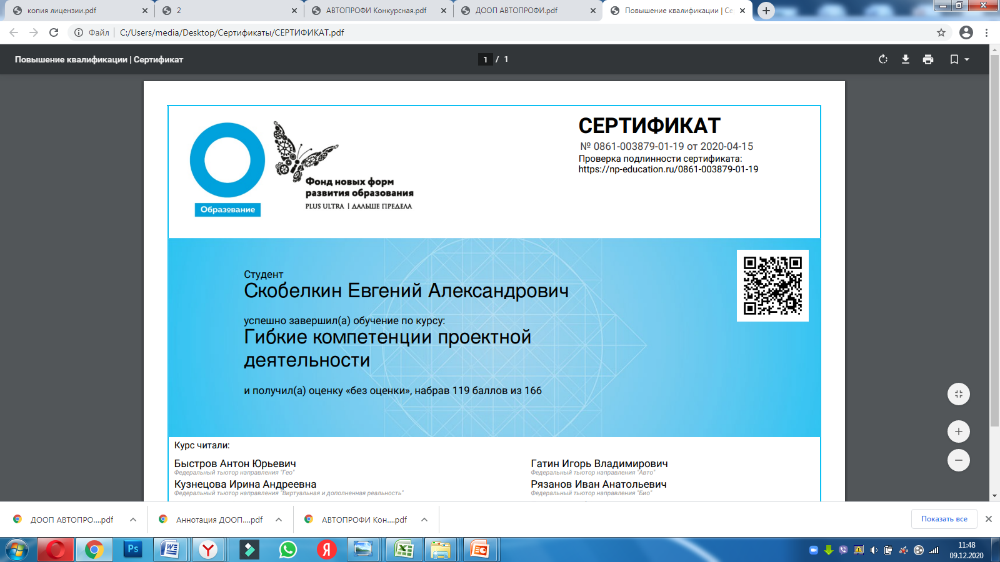 копия лицензии.pdf
2
АВТОПРОФИ Конкурсная.pdf
ДООП АВТОПРОФИ.pdf
Повышение квалификации | Се
Файл | C:/Users/media/Desktop/Сертификаты/СЕРТИФИКАТ.pdf
Повышение квалификации | Сертификат
1 / 1
СЕРТИФИКАТ
№ 0861-003879-01-19 от 2020-04-15
Проверка подлинности сертификата:
https://np-education.ru/0861-003879-01-19
Фонд новых форм
развития образования
PLUS ULTRA | ДАЛЬШЕ ПРЕДЕЛА
Образование
Студент
Скобелкин Евгений Александрович
успешно завершил(а) обучение по курсу:
Гибкие компетенции проектной
деятельности
и получил(а) оценку «без оценки», набрав 119 баллов из 166
Курс читали:
Быстров Антон Юрьевич
Федеральный тьютор направления "Гео"
Кузнецова Ирина Андреевна
Федеральный тьютор направления "Виртуальная и дополненная реальность"
Гатин Игорь Владимирович
Федеральный тьютор направления "Авто"
Рязанов Иван Анатольевич
Федеральный тьютор направления "Био"
ДООП АВТОПРО....pdf
Аннотация ДООП....pdf
АВТОПРОФИ Кон....pdf
Показать все
Ps
W
Y
Я
11:48
09.12.2020